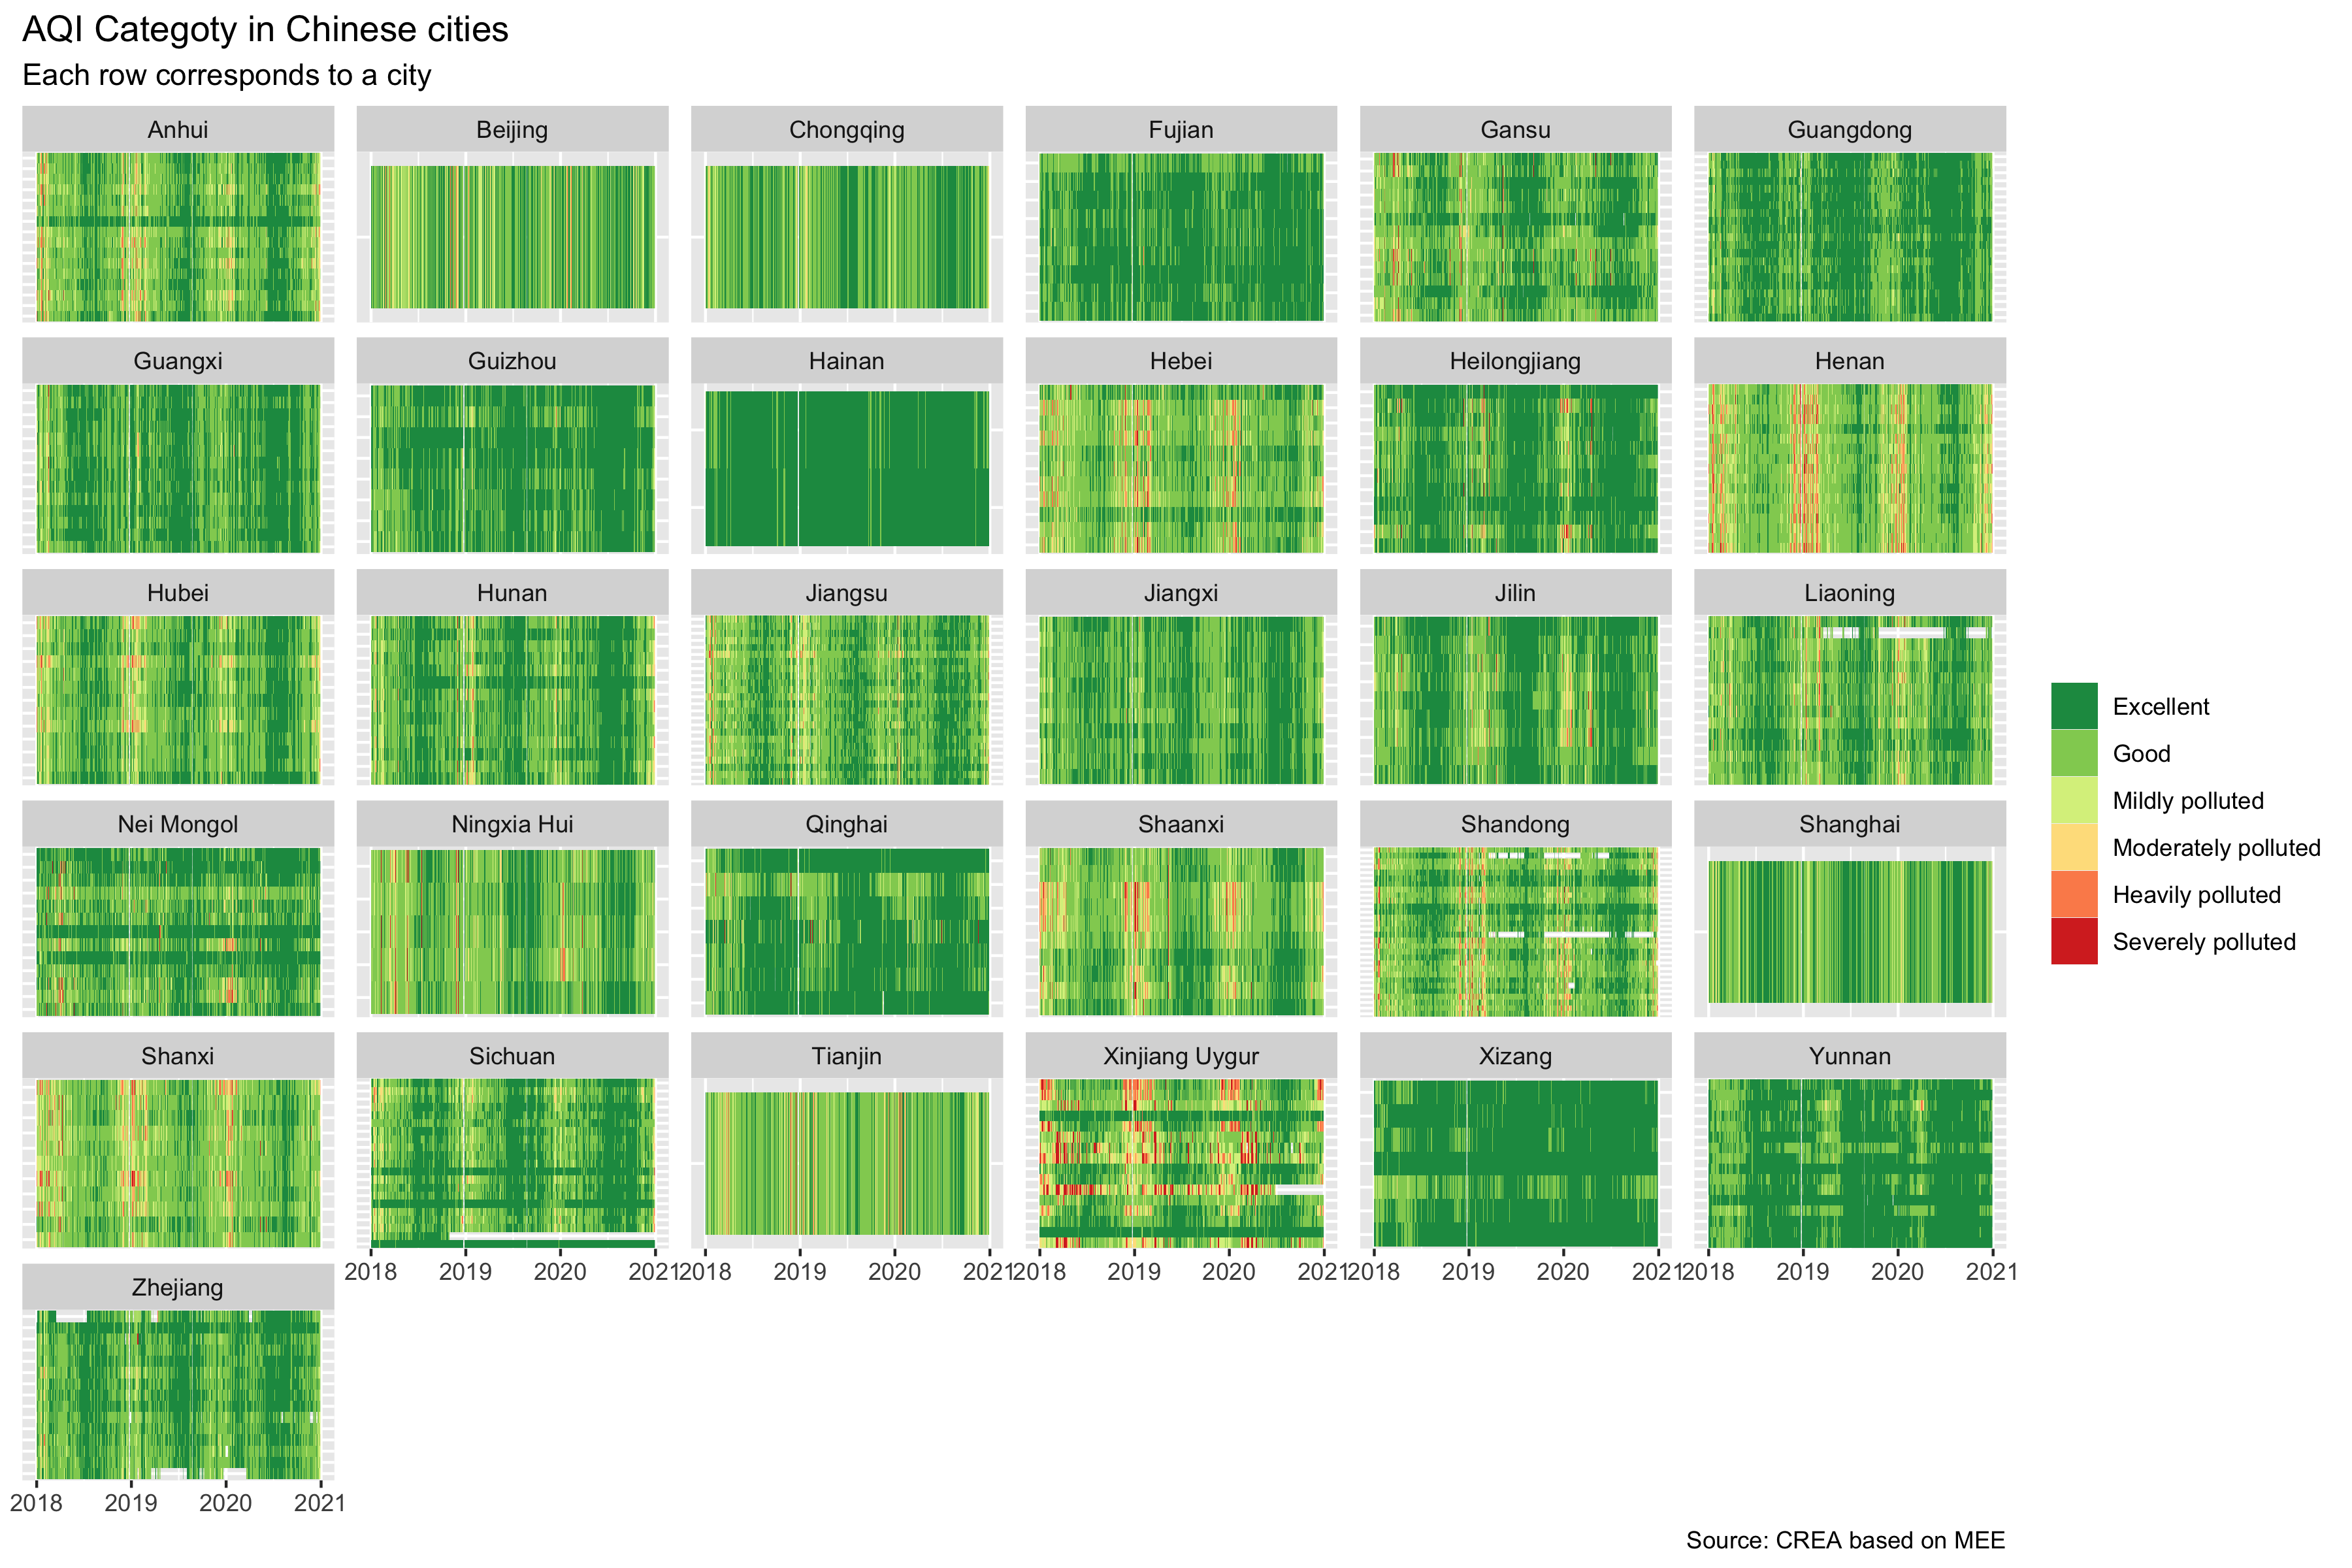 AQI Categoty in Chinese cities
Each row corresponds to a city
Anhui
Beijing
Chongqing
Fujian
Gansu
Guangdong
Guangxi
Guizhou
Hainan
Hebei
Heilongjiang
Henan
Hubei
Hunan
Jiangsu
Jiangxi
Jilin
Liaoning
Excellent
Good
Mildly polluted
Moderately polluted
Heavily polluted
Severely polluted
Nei Mongol
Ningxia Hui
Qinghai
Shaanxi
Shandong
Shanghai
Shanxi
Sichuan
Tianjin
Xinjiang Uygur
Xizang
Yunnan
2018 2019 2020 2021
2018 2019 2020 2021
2018 2019 2020 2021
2018 2019 2020 2021
2018 2019 2020 2021
Zhejiang
2018 2019 2020 2021
Source: CREA based on MEE